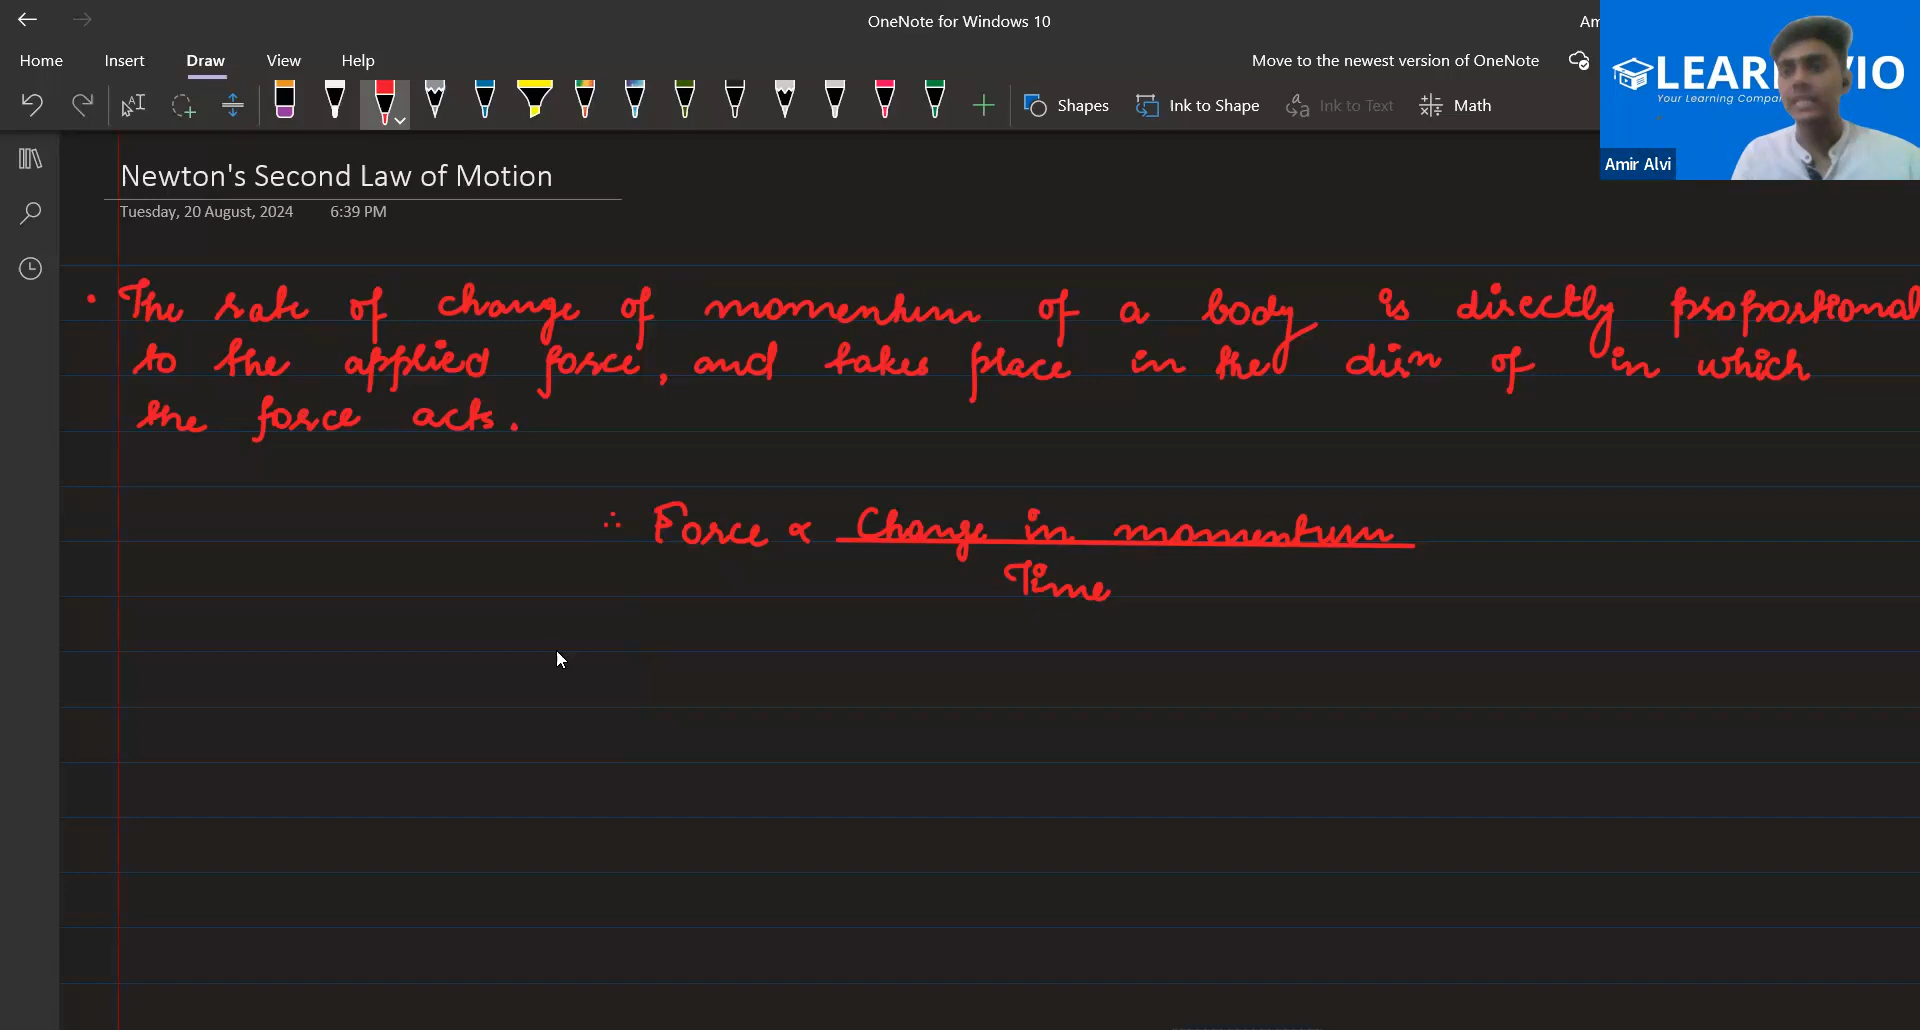 OneNote for Windows 10
Am
Home Insert Draw View Help
Move to the newest version of OneNote
Shapes Ink to Shape Ink to Text Math
LEAR VIO
Your Learning Compa
Amir Alvi
Newton's Second Law of Motion
Tuesday, 20 August, 2024 6:39 PM
• The rate of change of momentum of a body is directly proportional
to the applied force, and takes place in the dirn of in which
the force acts.
∴ Force ∝ Change in momentum
Time